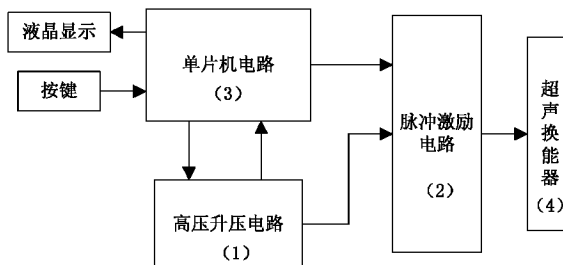 液晶显示
按键
单片机电路
(3)
高压升压电路
(1)
脉冲激励
电路
(2)
超
声
换
能
器
(4)